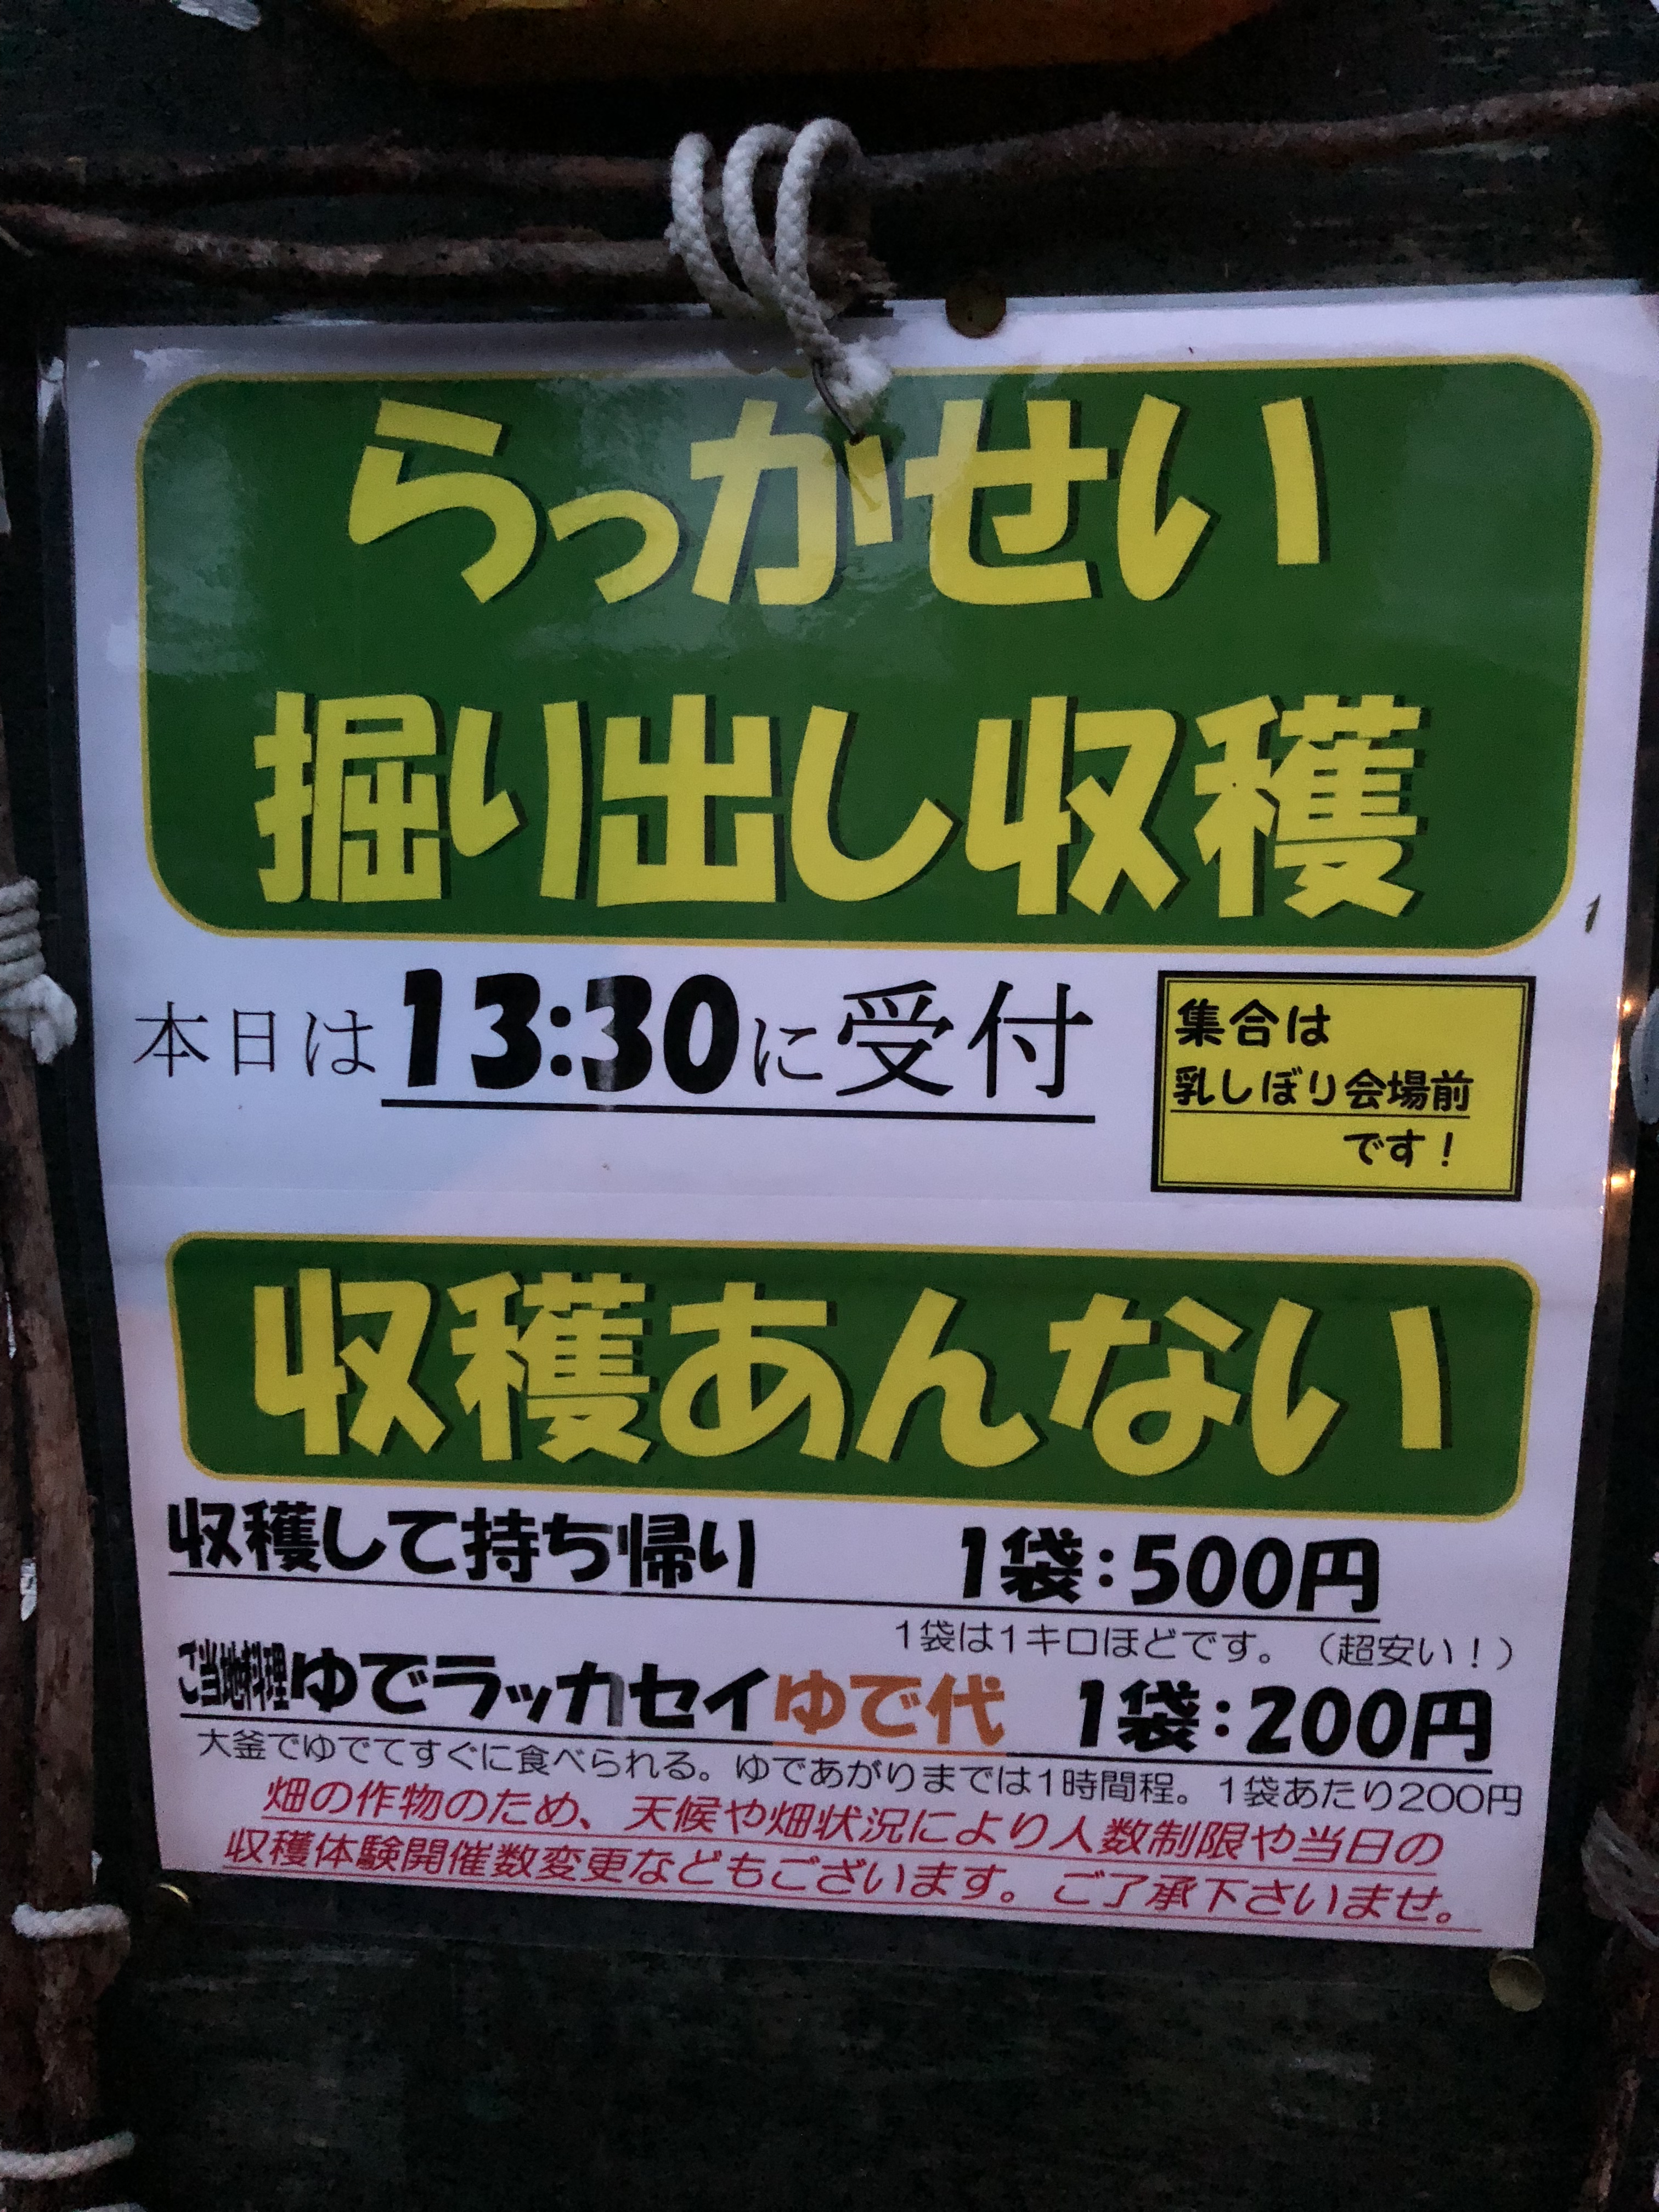 らっかせい
掘り出し収穫
本日は13:30に受付
集合は
乳しぼり会場前
です！
収穫あんない
収穫して持ち帰り 1袋：500円
1袋は1キロほどです。（超安い！）
ご当地料理ゆでラッカセイゆで代 1袋：200円
大釜でゆでてすぐに食べられる。ゆであがりまでは1時間程。1袋あたり200円
畑の作物のため、天候や畑状況により人数制限や当日の
収穫体験開催数変更などもございます。ご了承下さいませ。